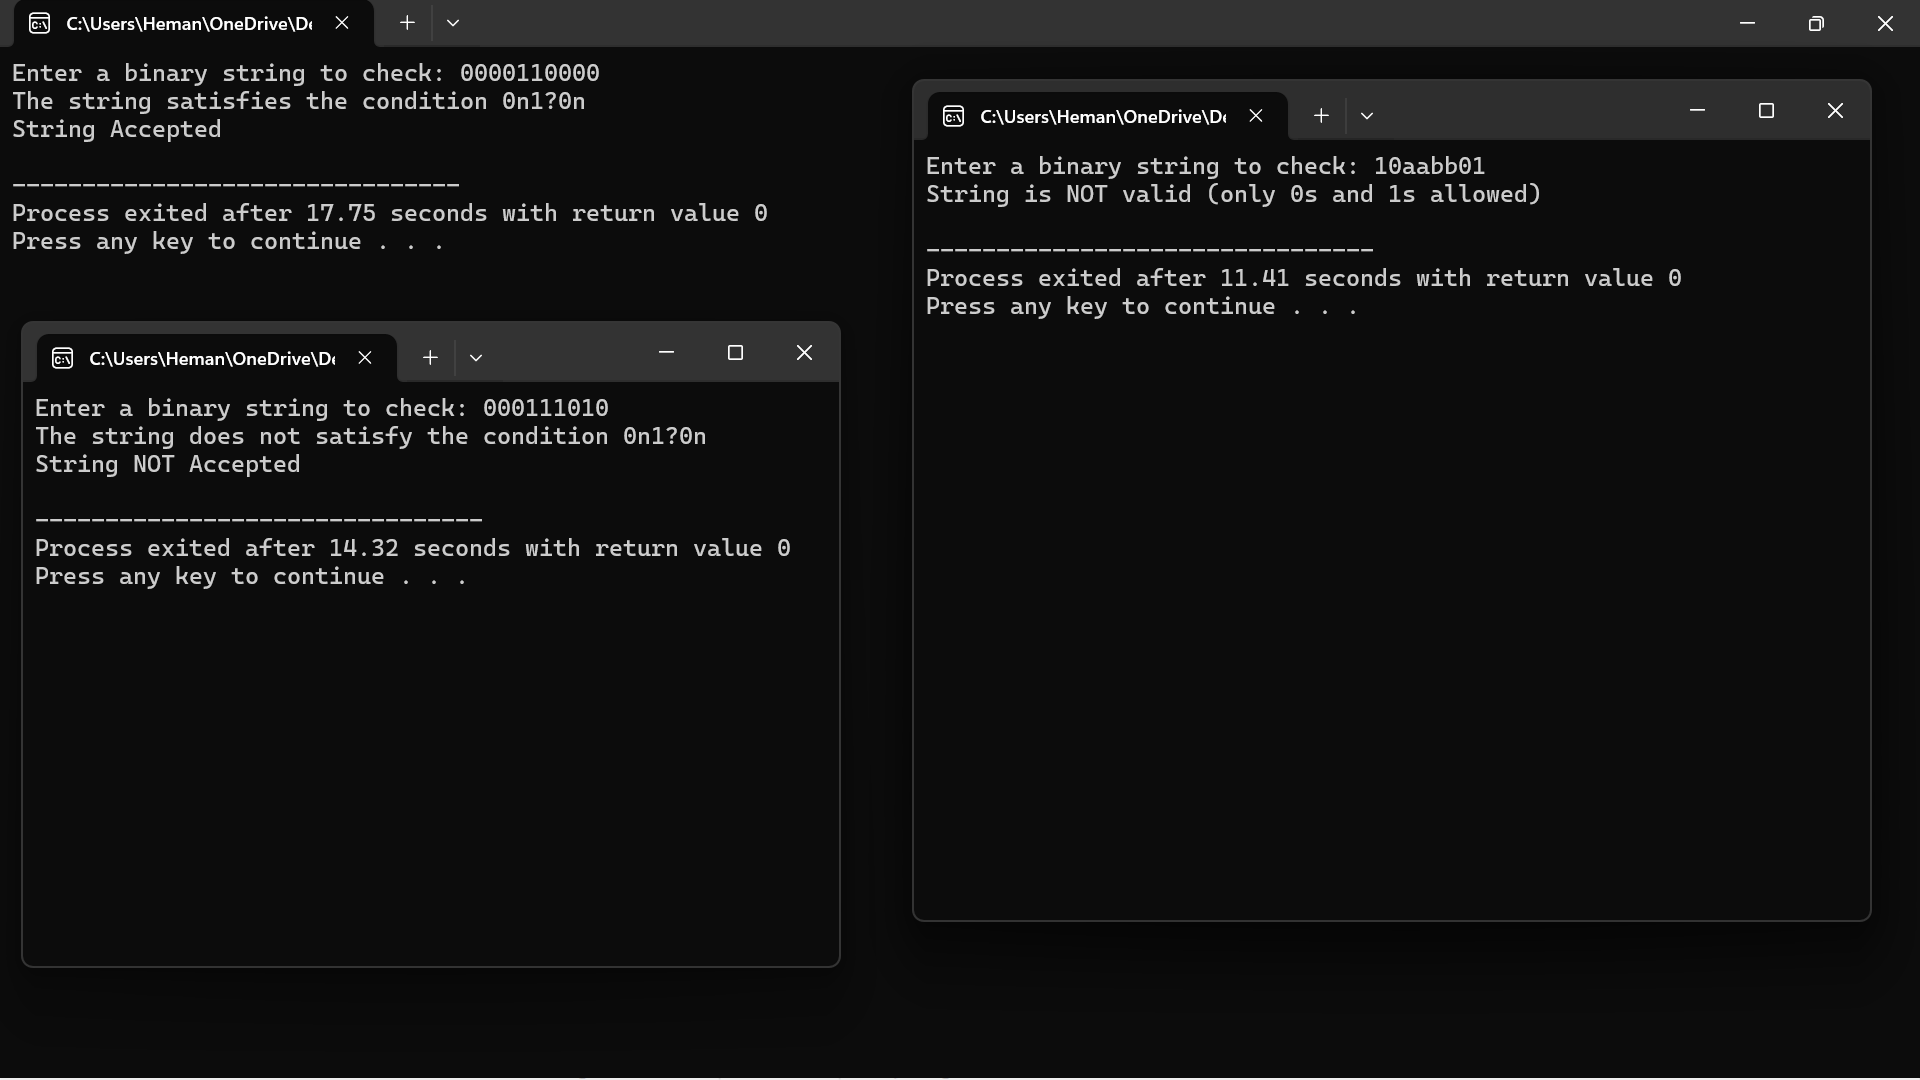 C:\Users\Heman\OneDrive\De
Enter a binary string to check: 0000110000
The string satisfies the condition 0n1?0n
String Accepted
--------------------------------
Process exited after 17.75 seconds with return value 0
Press any key to continue . . .
C:\Users\Heman\OneDrive\De
Enter a binary string to check: 000111010
The string does not satisfy the condition 0n1?0n
String NOT Accepted
--------------------------------
Process exited after 14.32 seconds with return value 0
Press any key to continue . . .
C:\Users\Heman\OneDrive\De
Enter a binary string to check: 10aabb01
String is NOT valid (only 0s and 1s allowed)
--------------------------------
Process exited after 11.41 seconds with return value 0
Press any key to continue . . .